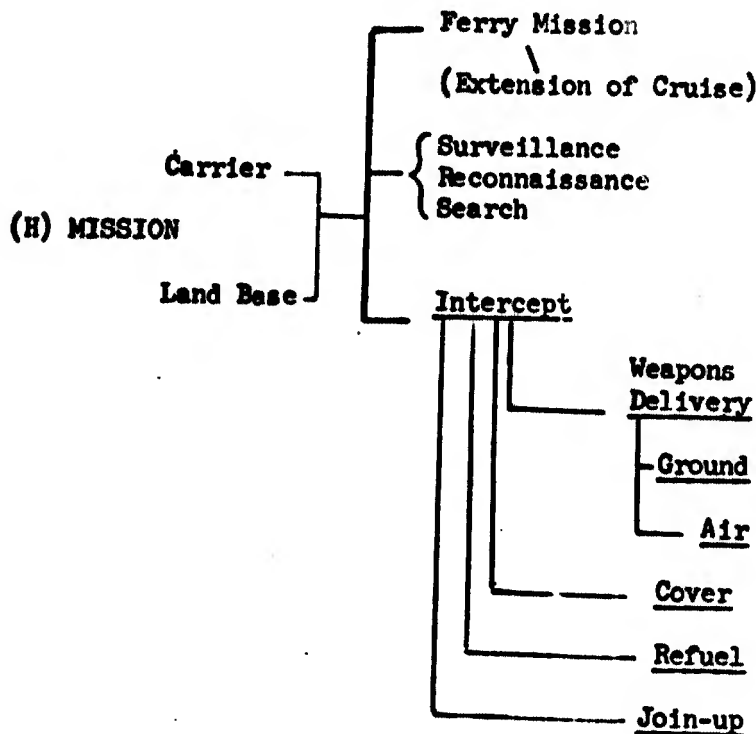 Ferry Mission
(Extension of Cruise)
Carrier
Surveillance
Reconnaissance
Search
(H) MISSION
Land Base
Intercept
Weapons
Delivery
Ground
Air
Cover
Refuel
Join-up